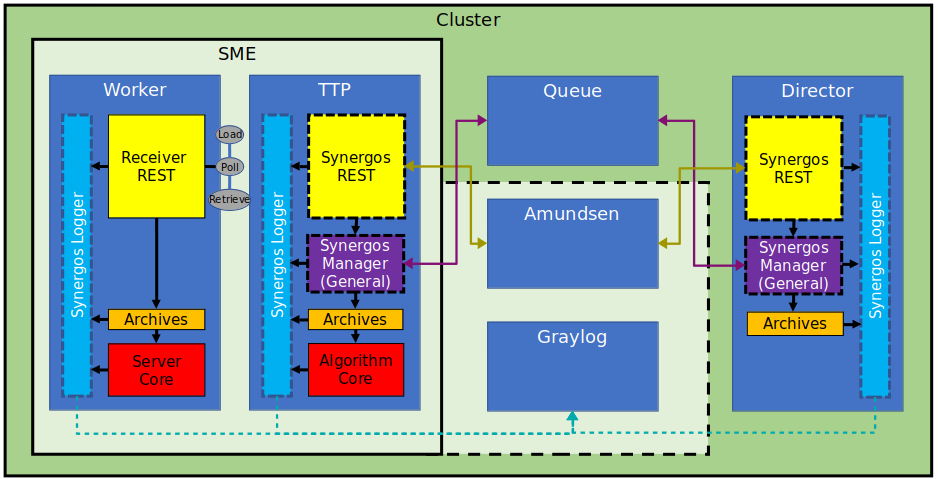 Cluster
SME
Worker
Synergos Logger
Receiver
REST
Archives
Server
Core
Load
Poll
Retrieve
TTP
Synergos Logger
Synergos
REST
Synergos
Manager
(General)
Archives
Algorithm
Core
Queue
Amundsen
Graylog
Director
Synergos
REST
Synergos
Manager
(General)
Archives
Synergos Logger